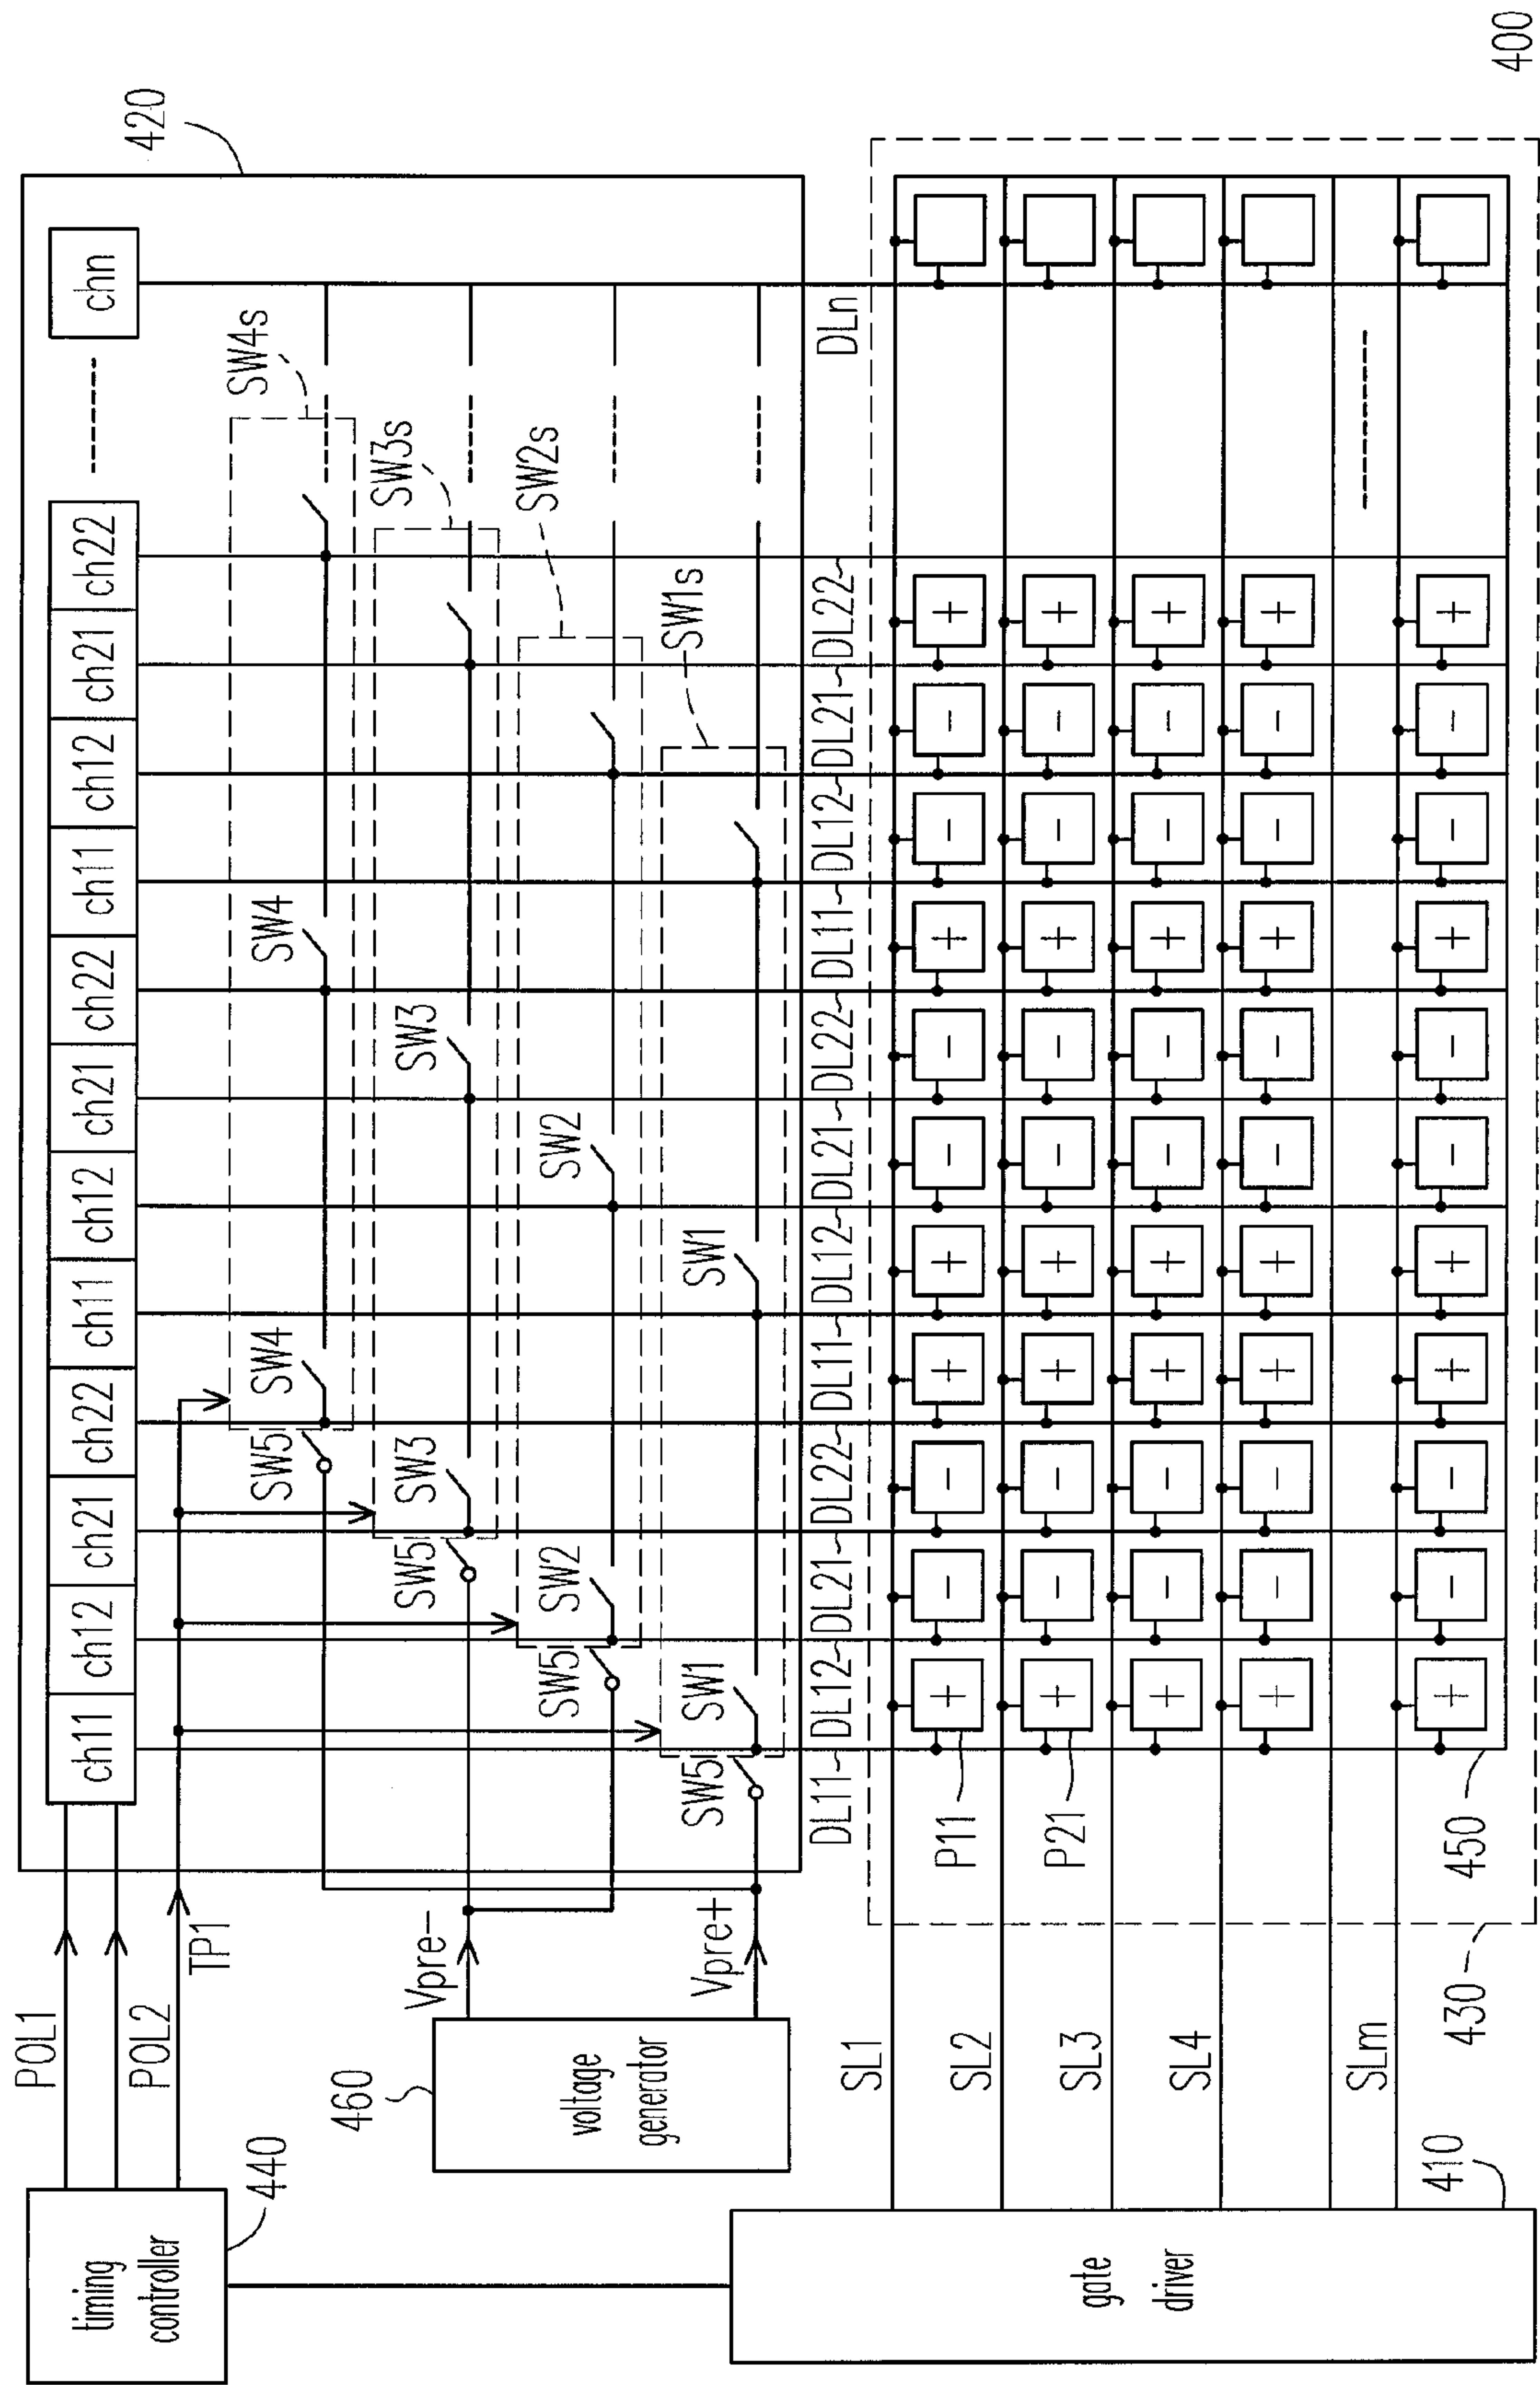 420
timing
controller
440
POL1
POL2
TP1
ch11 ch12 ch21 ch22 ch11 ch12 ch21 ch22 ch11 ch12 ch21 ch22 chn
SW4s
SW5 SW4 SW4
SW3s
SW5 SW3 SW3
SW2s
SW5 SW2 SW2
SW1s
SW5 SW1 SW1
460
voltage
generator
Vpre−
Vpre+
DL11 DL12 DL21 DL22 DL11 DL12 DL21 DL22 DL11 DL12 DL21 DL22 DLn
SL1
P11 + − − + + − − + − − +
SL2
P21 + − − + + − − + − − +
SL3
+ − − + + − − + − − +
SL4
+ − − + + − − + − − +
SLm
+ − − + + − − + − − +
gate
driver
410
430
450
400